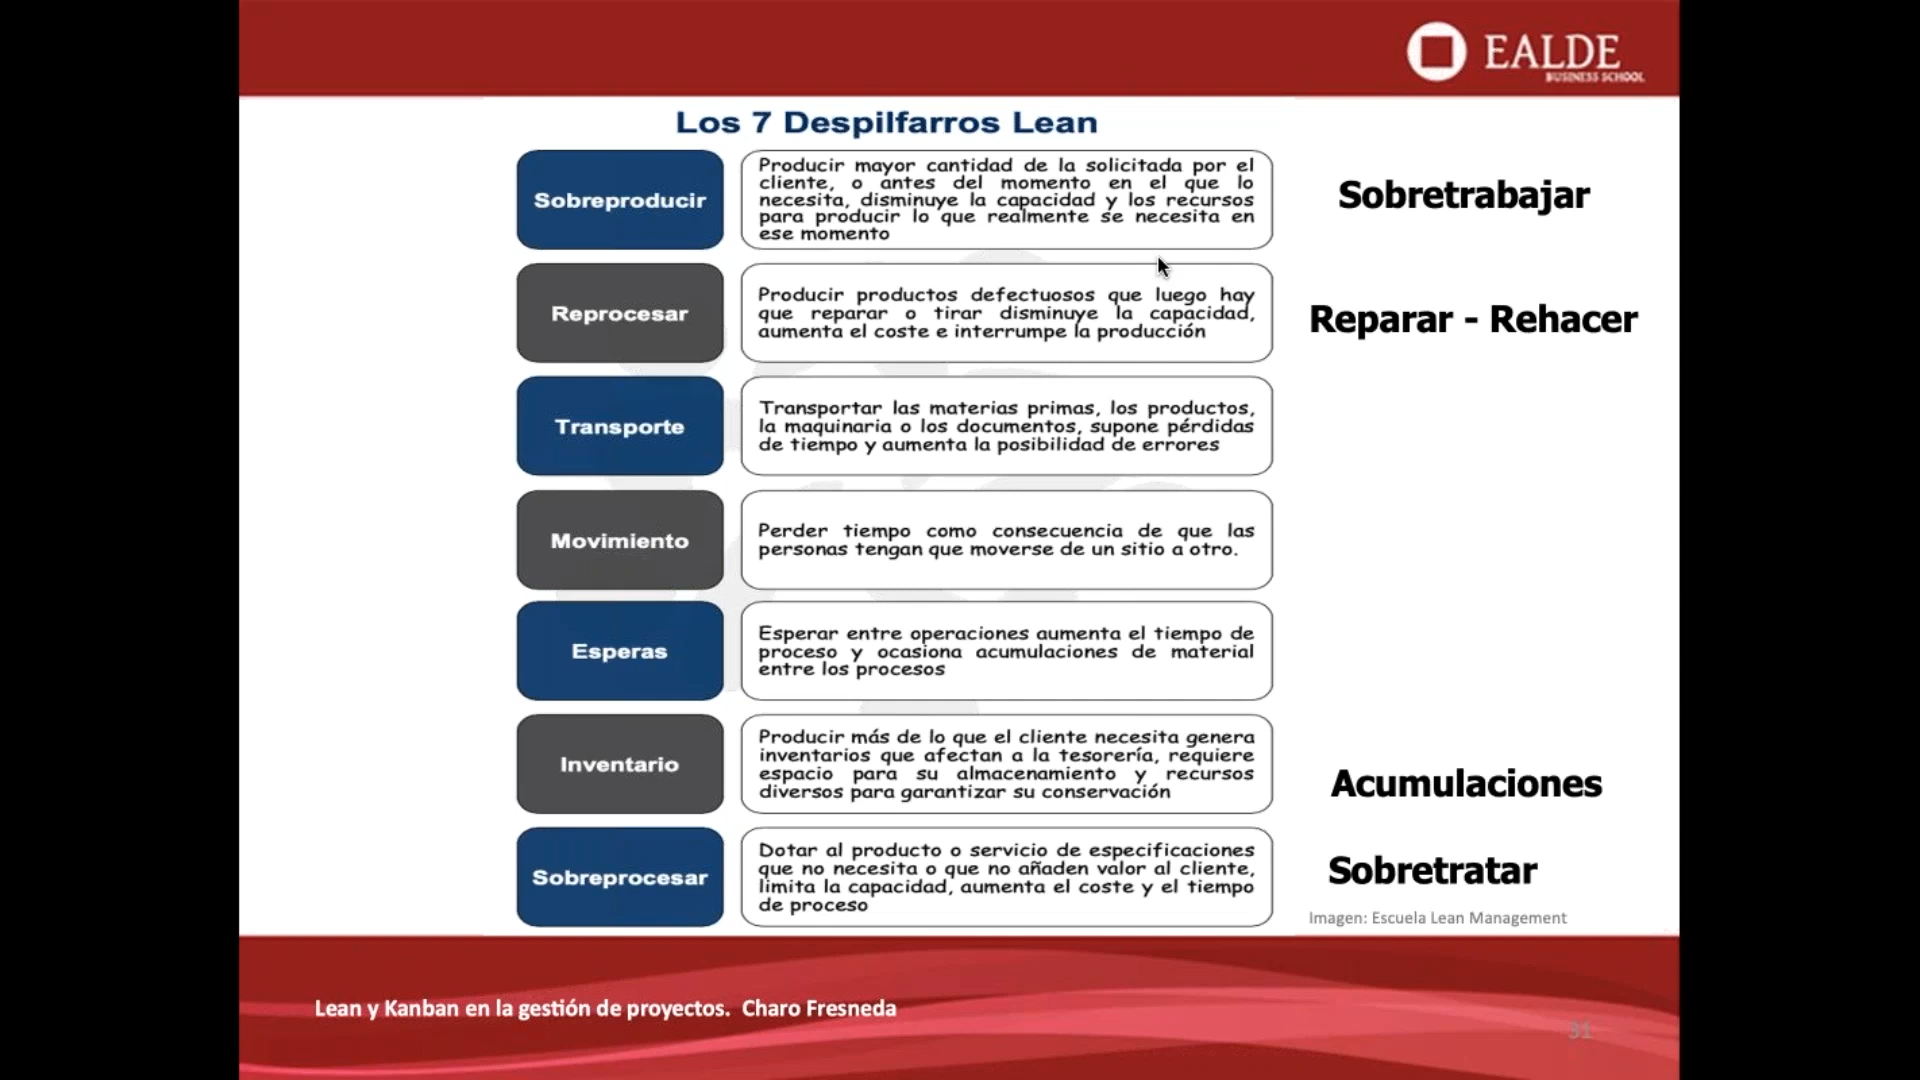 EALDE
BUSINESS SCHOOL
Los 7 Despilfarros Lean
Sobreproducir
Producir mayor cantidad de la solicitada por el
cliente, o antes del momento en el que lo
necesita, disminuye la capacidad y los recursos
para producir lo que realmente se necesita en
ese momento
Sobretrabajar
Reprocesar
Producir productos defectuosos que luego hay
que reparar o tirar disminuye la capacidad,
aumenta el coste e interrumpe la producción
Reparar - Rehacer
Transporte
Transportar las materias primas, los productos,
la maquinaria o los documentos, supone pérdidas
de tiempo y aumenta la posibilidad de errores
Movimiento
Perder tiempo como consecuencia de que las
personas tengan que moverse de un sitio a otro.
Esperas
Esperar entre operaciones aumenta el tiempo de
proceso y ocasiona acumulaciones de material
entre los procesos
Inventario
Producir más de lo que el cliente necesita genera
inventarios que afectan a la tesorería, requiere
espacio para su almacenamiento y recursos
diversos para garantizar su conservación
Acumulaciones
Sobreprocesar
Dotar al producto o servicio de especificaciones
que no necesita o que no añaden valor al cliente,
limita la capacidad, aumenta el coste y el tiempo
de proceso
Sobretratar
Imagen: Escuela Lean Management
Lean y Kanban en la gestión de proyectos. Charo Fresneda
31